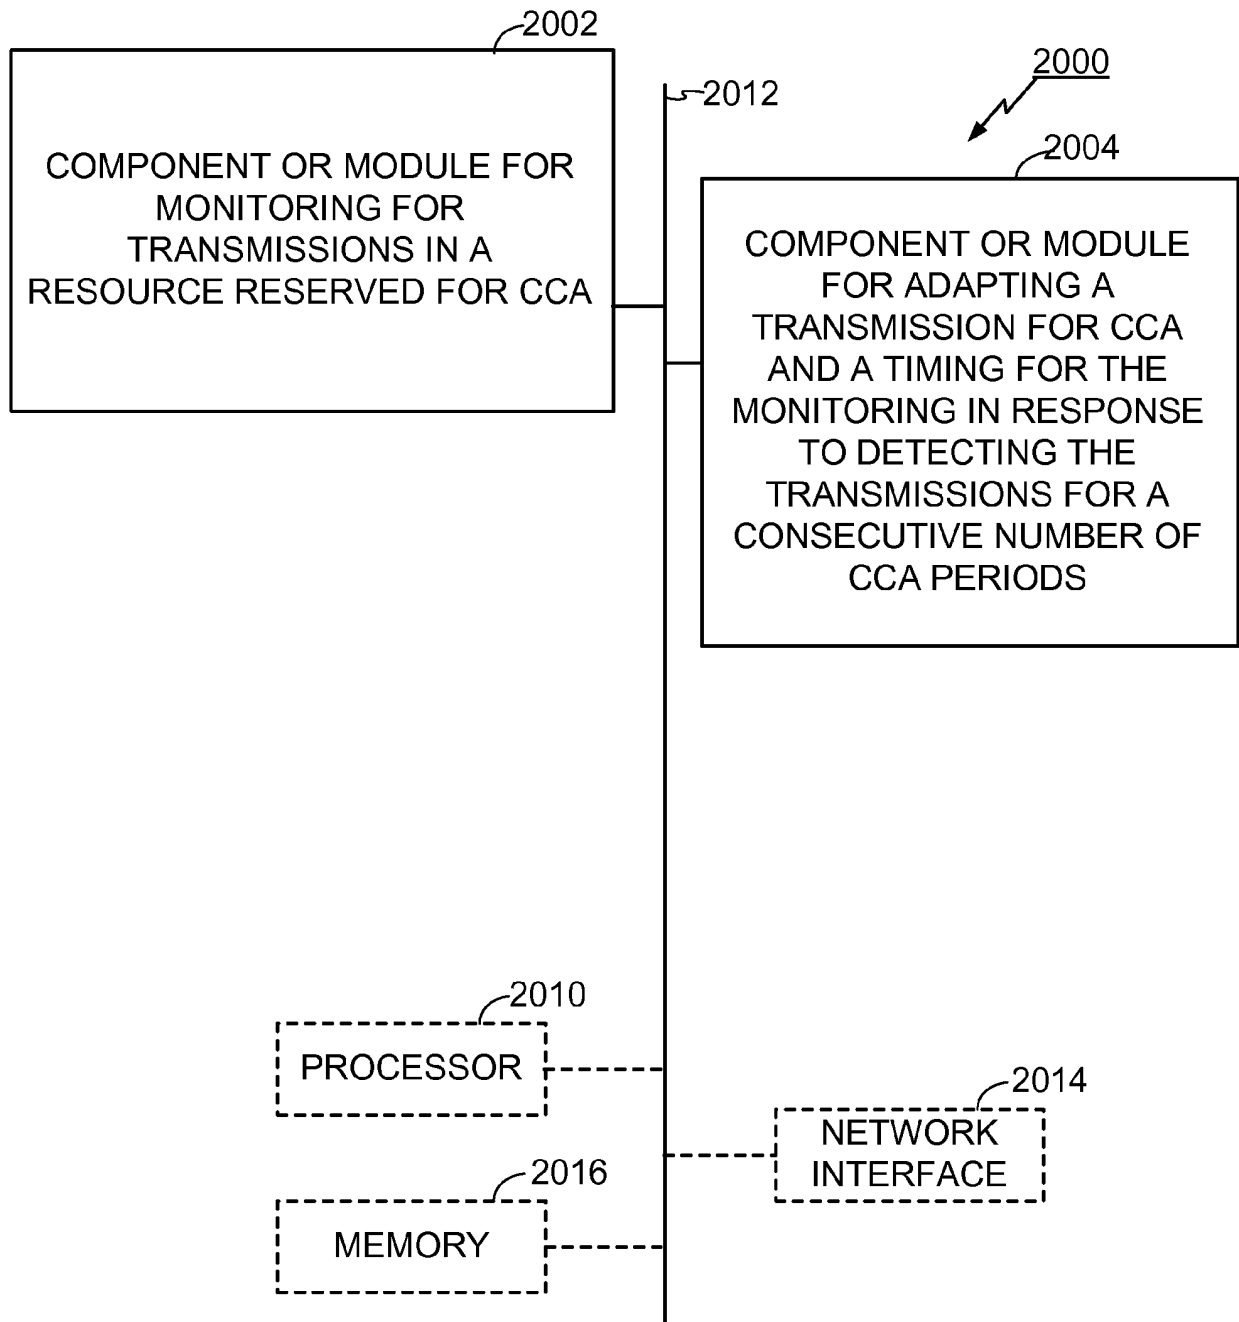 2002
2012
2000
COMPONENT OR MODULE FOR
MONITORING FOR
TRANSMISSIONS IN A
RESOURCE RESERVED FOR CCA
2004
COMPONENT OR MODULE
FOR ADAPTING A
TRANSMISSION FOR CCA
AND A TIMING FOR THE
MONITORING IN RESPONSE
TO DETECTING THE
TRANSMISSIONS FOR A
CONSECUTIVE NUMBER OF
CCA PERIODS
2010
PROCESSOR
2014
NETWORK
INTERFACE
2016
MEMORY